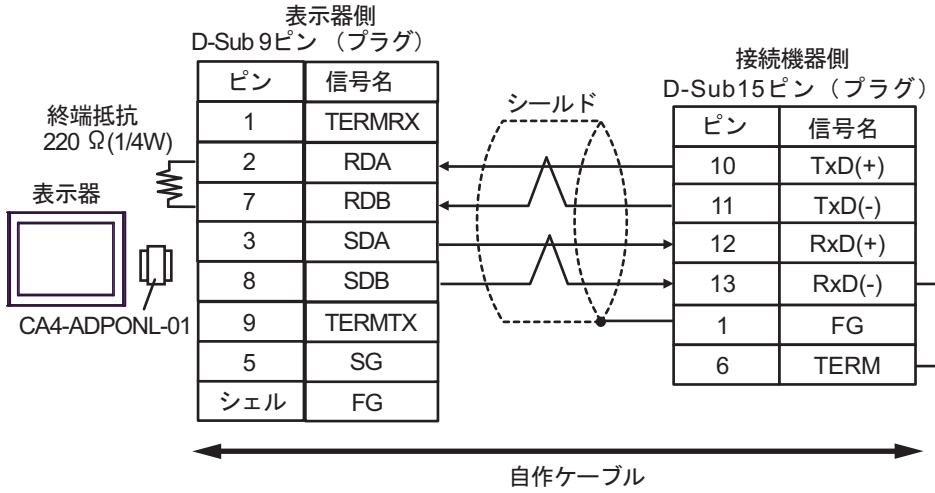 表示器側
D-Sub 9ピン （プラグ）
ピン 信号名
1 TERMRX
2 RDA
7 RDB
3 SDA
8 SDB
9 TERMTX
5 SG
シェル FG
終端抵抗
220 Ω(1/4W)
表示器
CA4-ADPONL-01
シールド
接続機器側
D-Sub15ピン（プラグ）
ピン 信号名
10 TxD(+)
11 TxD(-)
12 RxD(+)
13 RxD(-)
1 FG
6 TERM
自作ケーブル